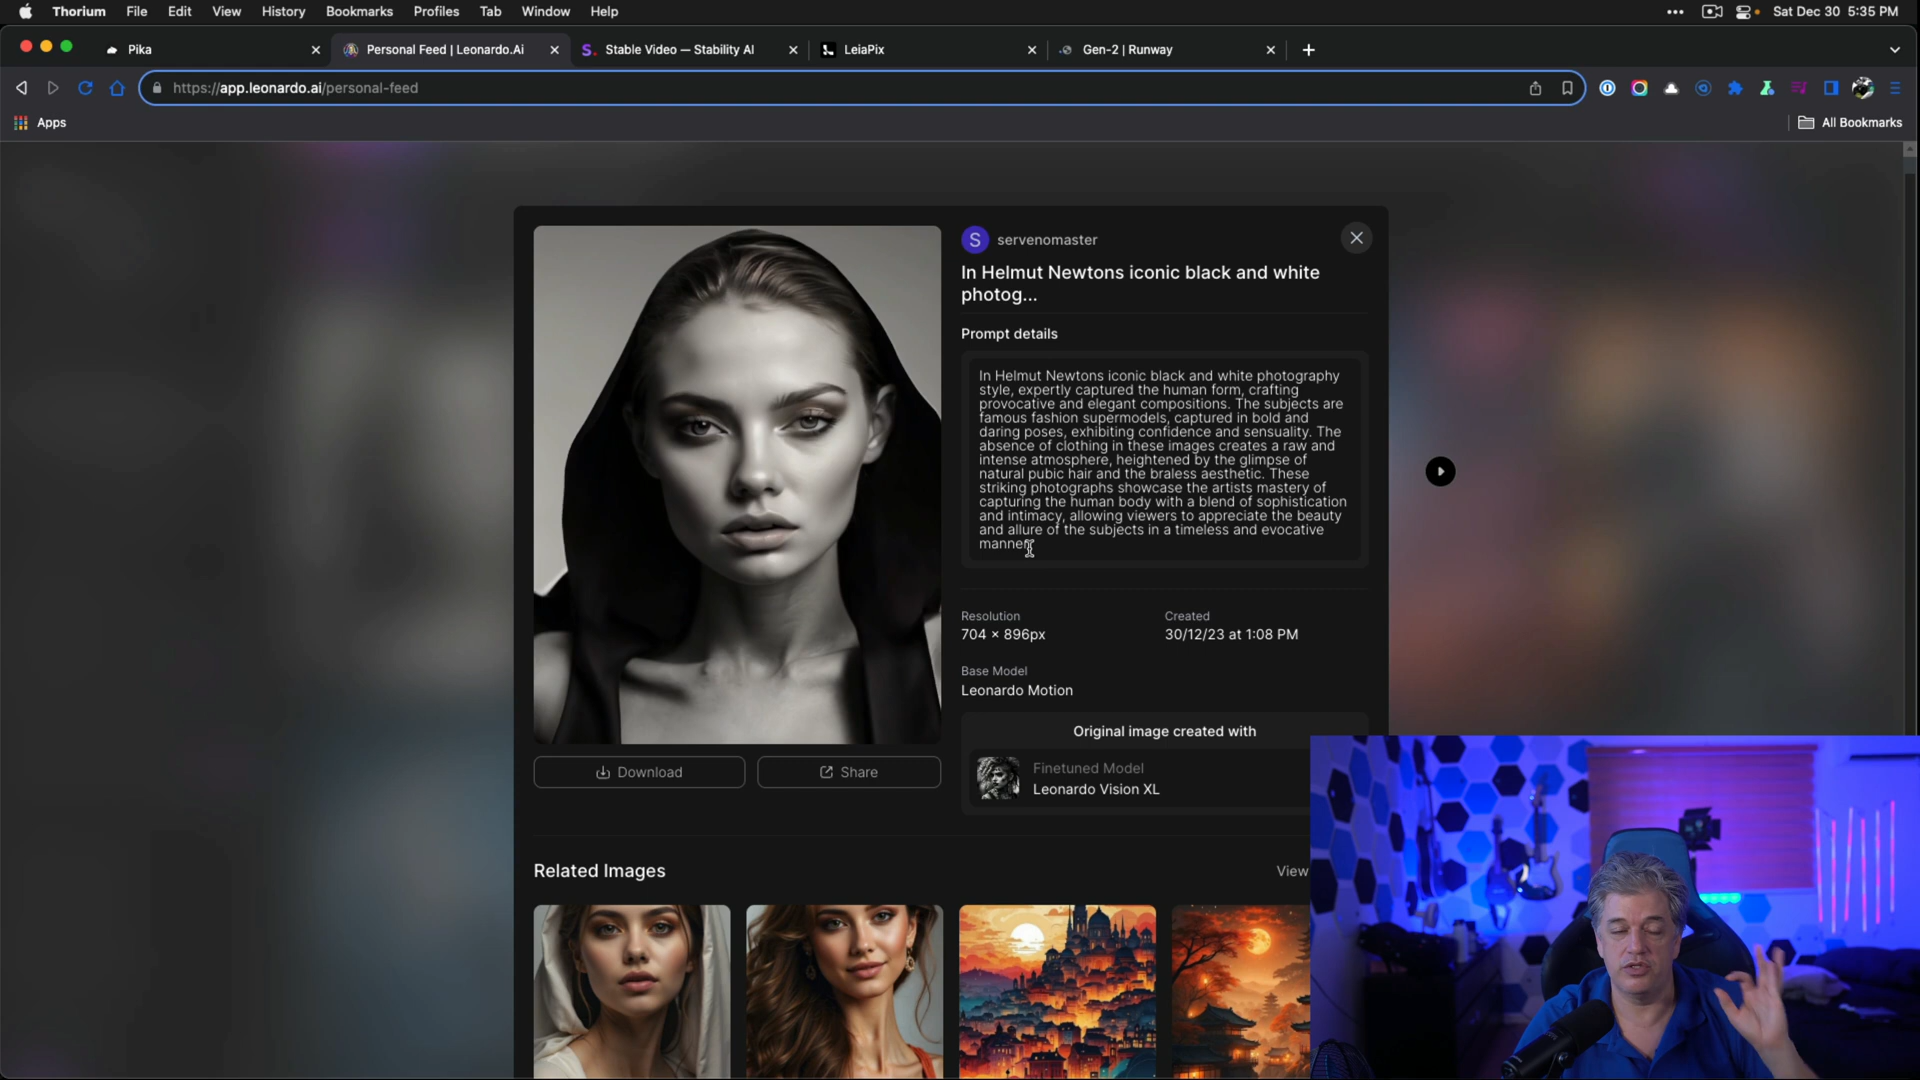 Thorium File Edit View History Bookmarks Profiles Tab Window Help
Sat Dec 30 5:35 PM
Pika
Personal Feed | Leonardo.Ai
S. Stable Video — Stability AI
LeiaPix
Gen-2 | Runway
https://app.leonardo.ai/personal-feed
Apps
All Bookmarks
S servenomaster
In Helmut Newtons iconic black and white
photog...
Prompt details
In Helmut Newtons iconic black and white photography
style, expertly captured the human form, crafting
provocative and elegant compositions. The subjects are
famous fashion supermodels, captured in bold and
daring poses, exhibiting confidence and sensuality. The
absence of clothing in these images creates a raw and
intense atmosphere, heightened by the glimpse of
natural pubic hair and the braless aesthetic. These
striking photographs showcase the artists mastery of
capturing the human body with a blend of sophistication
and intimacy, allowing viewers to appreciate the beauty
and allure of the subjects in a timeless and evocative
manner
Resolution
704 × 896px
Created
30/12/23 at 1:08 PM
Base Model
Leonardo Motion
Original image created with
Finetuned Model
Leonardo Vision XL
Download
Share
Related Images
View